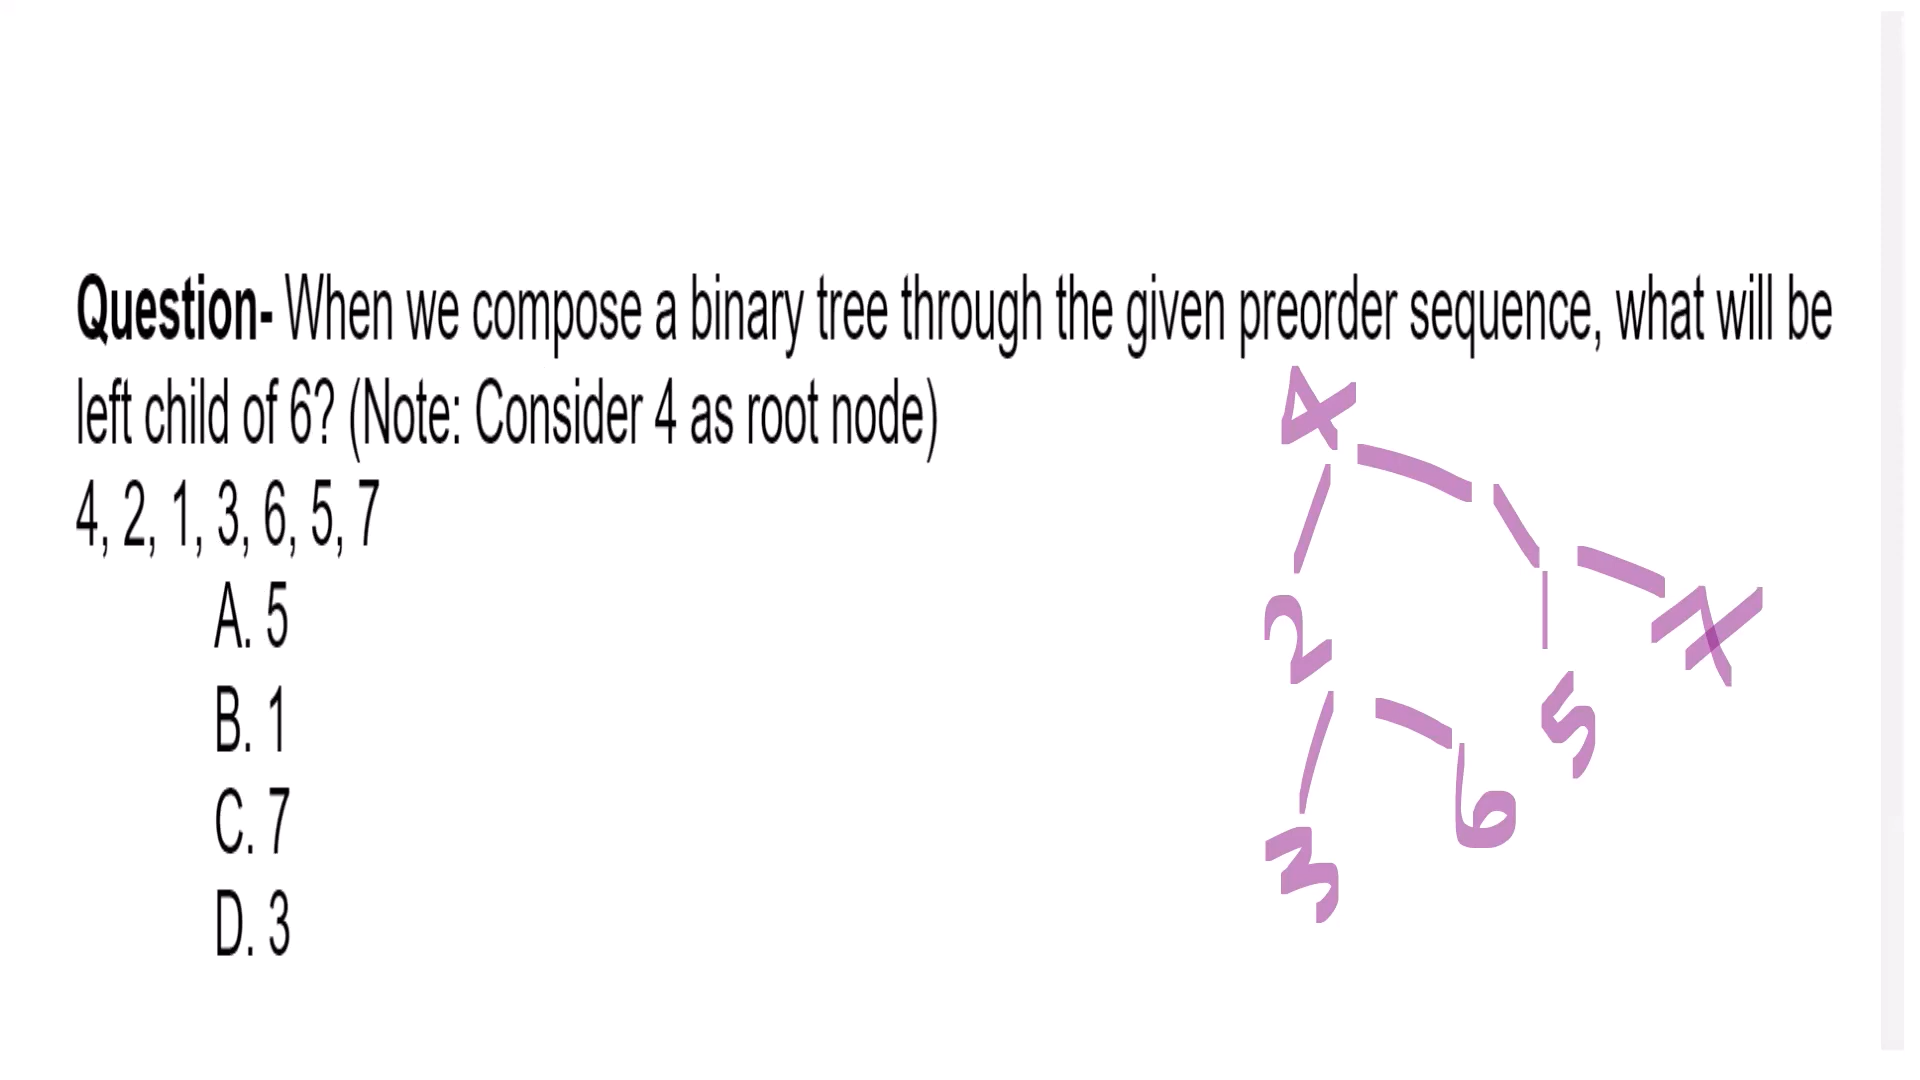 Question- When we compose a binary tree through the given preorder sequence, what will be
left child of 6? (Note: Consider 4 as root node)
4, 2, 1, 3, 6, 5, 7
A. 5
B. 1
C. 7
D. 3
4
2
1
7
5
3
6